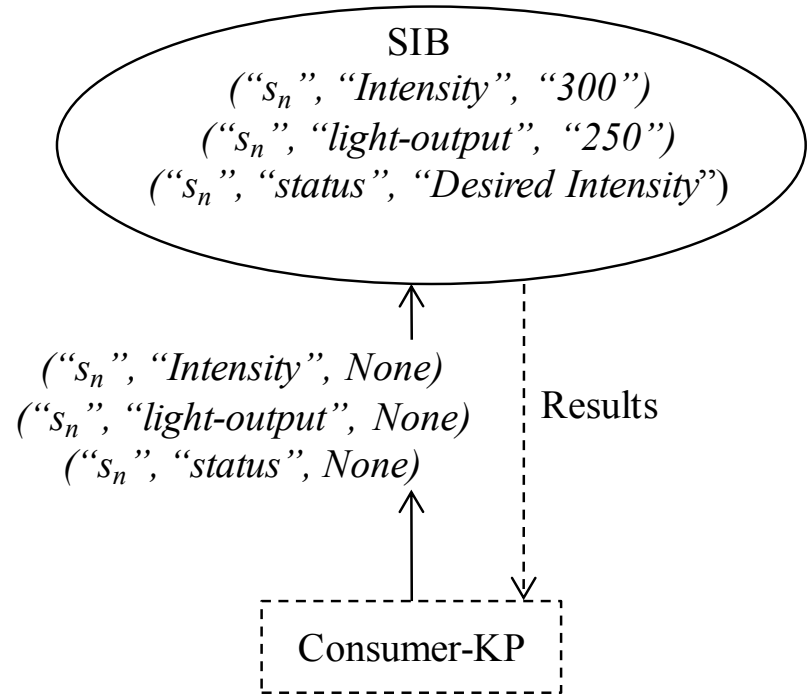 SIB
(“sₙ”, “Intensity”, “300”)
(“sₙ”, “light-output”, “250”)
(“sₙ”, “status”, “Desired Intensity”)
(“sₙ”, “Intensity”, None)
(“sₙ”, “light-output”, None)
(“sₙ”, “status”, None)
Results
Consumer-KP